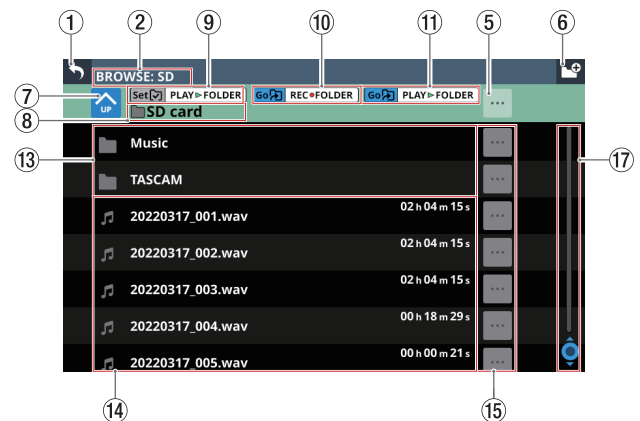 ① ② ⑨ ⑩ ⑪ ⑤ ⑥
BROWSE: SD
⑦ UP Set PLAY▶FOLDER Go REC●FOLDER Go PLAY▶FOLDER ...
⑧ SD card
⑬ Music ... ⑰
TASCAM ...
20220317_001.wav 02 h 04 m 15 s ...
20220317_002.wav 02 h 04 m 15 s ...
20220317_003.wav 02 h 04 m 15 s ...
20220317_004.wav 00 h 18 m 29 s ...
20220317_005.wav 00 h 00 m 21 s ...
⑭ ⑮